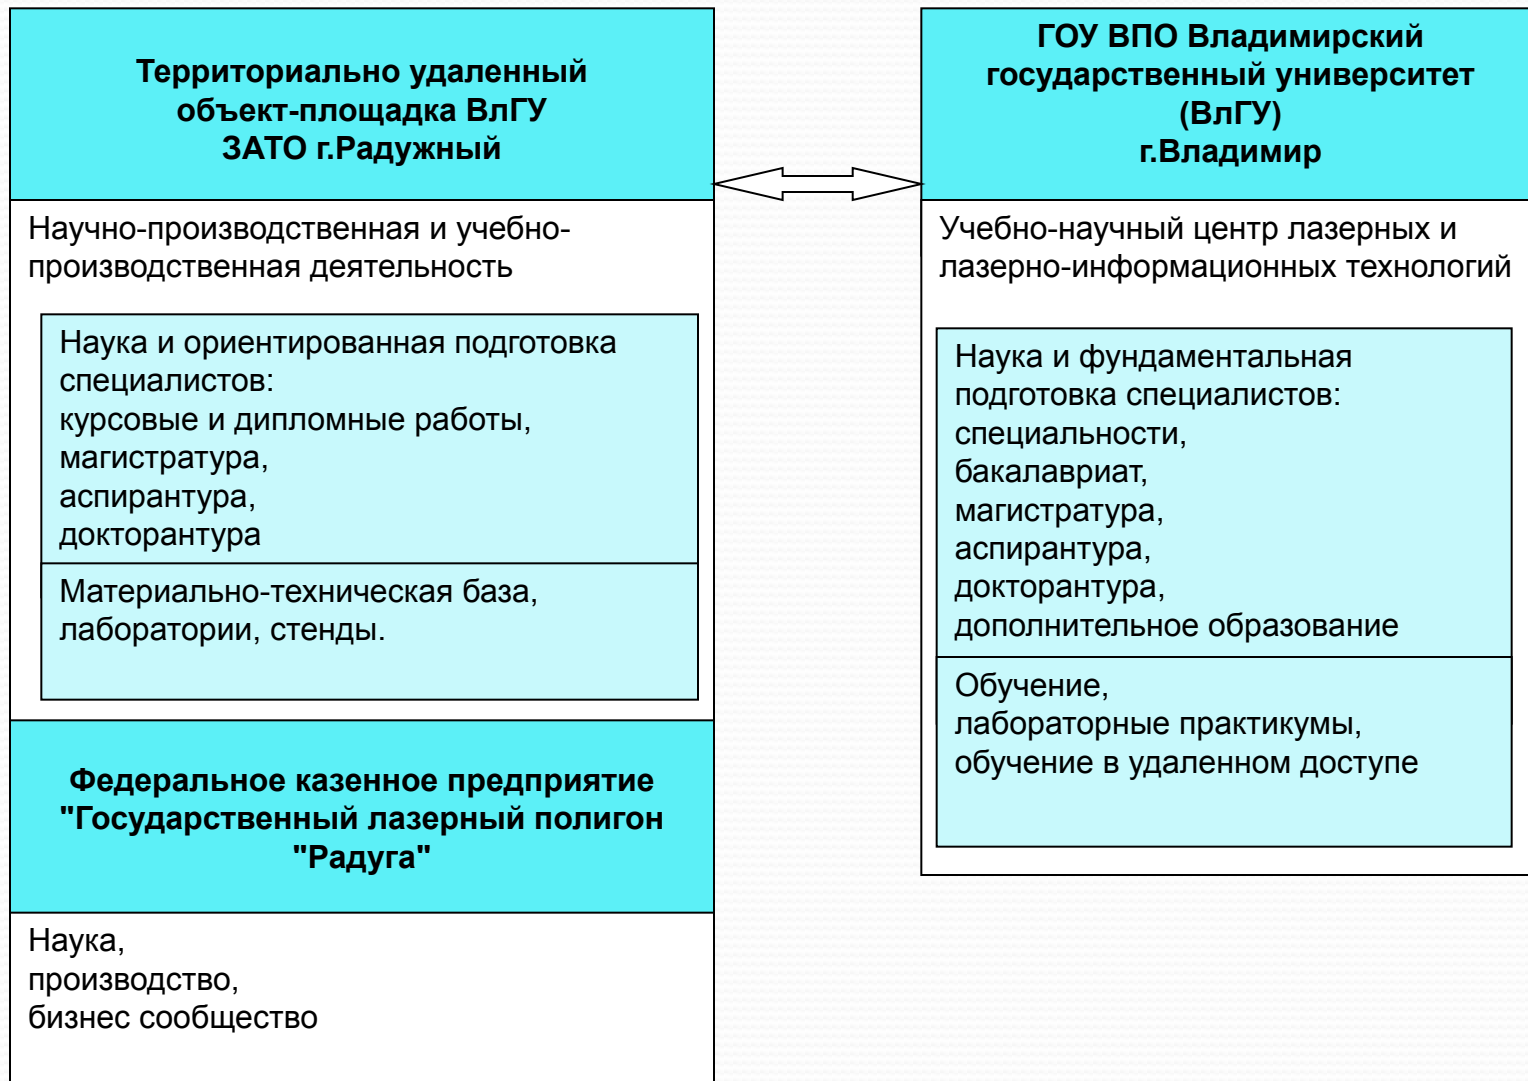 Территориально удаленный
объект-площадка ВлГУ
ЗАТО г.Радужный
Научно-производственная и учебно-
производственная деятельность
Наука и ориентированная подготовка
специалистов:
курсовые и дипломные работы,
магистратура,
аспирантура,
докторантура
Материально-техническая база,
лаборатории, стенды.
Федеральное казенное предприятие
"Государственный лазерный полигон
"Радуга"
Наука,
производство,
бизнес сообщество
ГОУ ВПО Владимирский
государственный университет
(ВлГУ)
г.Владимир
Учебно-научный центр лазерных и
лазерно-информационных технологий
Наука и фундаментальная
подготовка специалистов:
специальности,
бакалавриат,
магистратура,
аспирантура,
докторантура,
дополнительное образование
Обучение,
лабораторные практикумы,
обучение в удаленном доступе